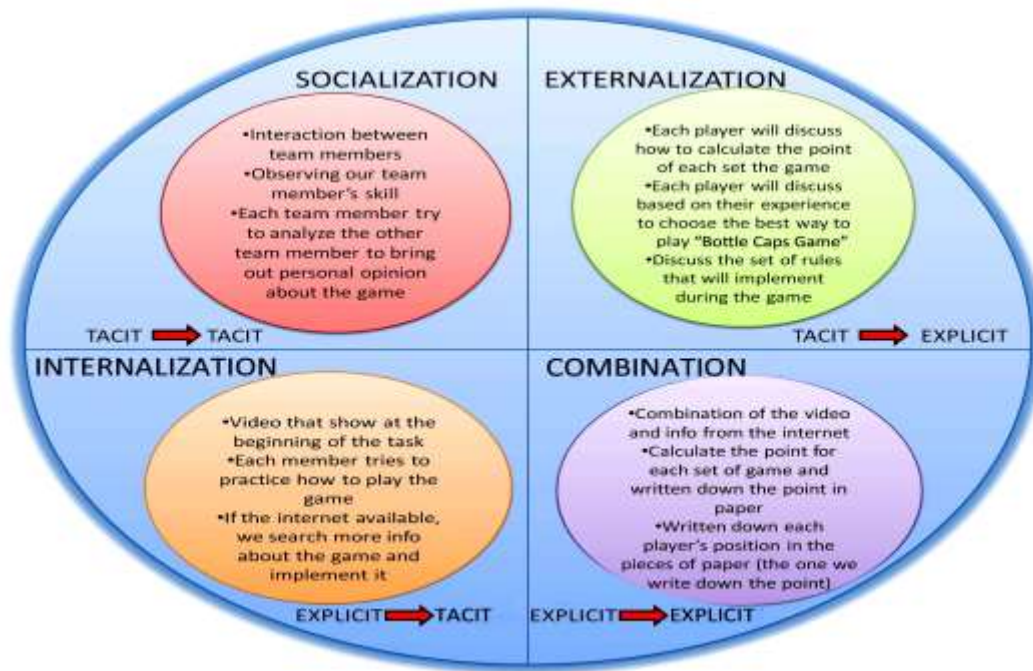 SOCIALIZATION
•Interaction between
team members
•Observing our team
member's skill
•Each team member try
to analyze the other
team member to bring
out personal opinion
about the game
TACIT TACIT
EXTERNALIZATION
•Each player will discuss
how to calculate the point
of each set the game
•Each player will discuss
based on their experience
to choose the best way to
play "Bottle Caps Game"
•Discuss the set of rules
that will implement
during the game
TACIT EXPLICIT
INTERNALIZATION
•Video that show at the
beginning of the task
•Each member tries to
practice how to play the
game
•If the internet available,
we search more info
about the game and
implement it
EXPLICIT TACIT
COMBINATION
•Combination of the video
and info from the internet
•Calculate the point for
each set of game and
written down the point in
paper
•Written down each
player's position in the
pieces of paper (the one we
write down the point)
EXPLICIT EXPLICIT